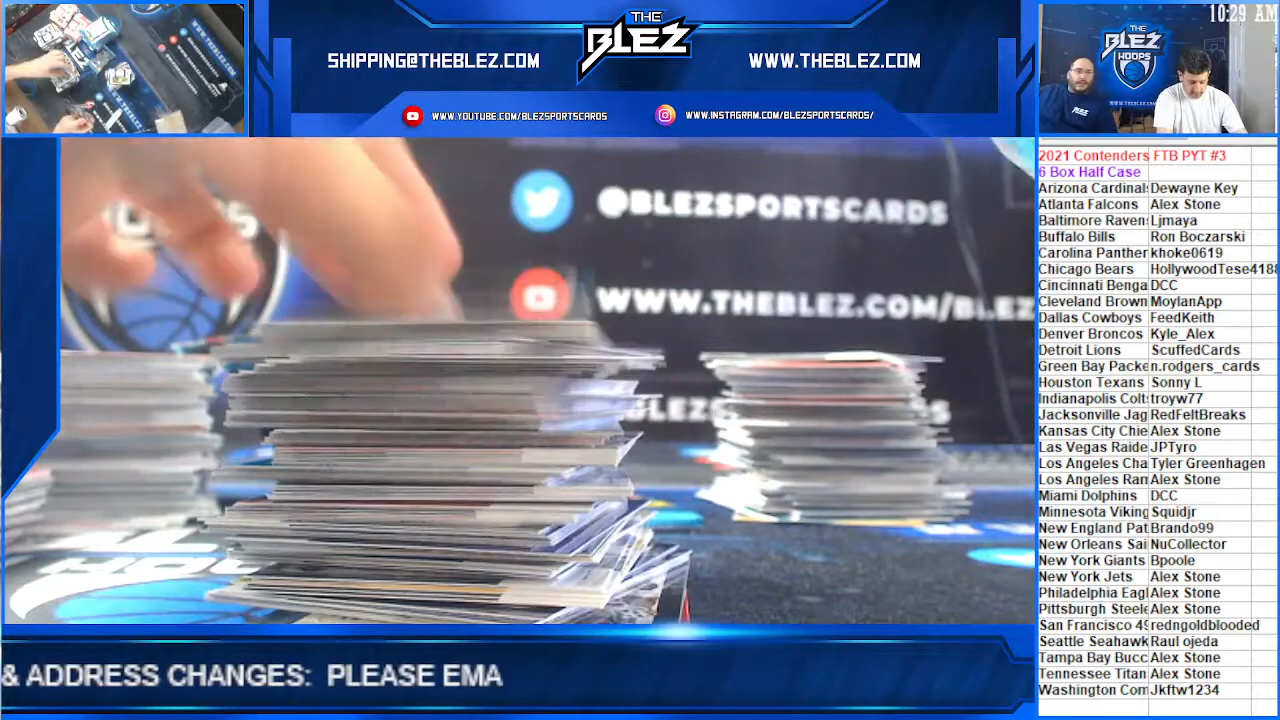 10:29 AM
THE
BLEZ
SHIPPING@THEBLEZ.COM
WWW.THEBLEZ.COM
WWW.YOUTUBE.COM/BLEZSPORTSCARDS
WWW.INSTAGRAM.COM/BLEZSPORTSCARDS/
THE
BLEZ
HOOPS
@BLEZSPORTSCARDS
WWW.THEBLEZ.COM/BLEZ
2021 Contenders FTB PYT #3
6 Box Half Case
Arizona Cardinals Dewayne Key
Atlanta Falcons Alex Stone
Baltimore Raven: Ljmaya
Buffalo Bills Ron Boczarski
Carolina Panther khoke0619
Chicago Bears HollywoodTese4188
Cincinnati Benga DCC
Cleveland Brown MoylanApp
Dallas Cowboys FeedKeith
Denver Broncos Kyle_Alex
Detroit Lions ScuffedCards
Green Bay Packe n.rodgers_cards
Houston Texans Sonny L
Indianapolis Colt: troyw77
Jacksonville Jag RedFeltBreaks
Kansas City Chie Alex Stone
Las Vegas Raide JPTyro
Los Angeles Cha Tyler Greenhagen
Los Angeles Ran Alex Stone
Miami Dolphins DCC
Minnesota Viking Squidjr
New England Pat Brando99
New Orleans Sai NuCollector
New York Giants Bpoole
New York Jets Alex Stone
Philadelphia Eagl Alex Stone
Pittsburgh Steele Alex Stone
San Francisco 49 redngoldblooded
Seattle Seahawk Raul ojeda
Tampa Bay Bucc Alex Stone
Tennessee Titan Alex Stone
Washington Com Jkftw1234
& ADDRESS CHANGES: PLEASE EMA